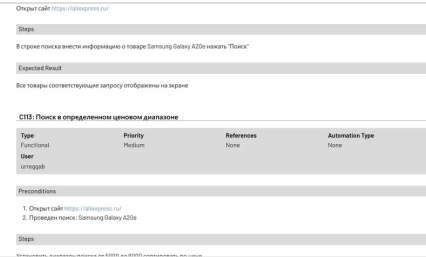 Открыт сайт https://aliexpress.ru/
Steps
В строке поиска внести информацию о товаре Samsung Galaxy A20e нажать "Поиск"
Expected Result
Все товары соответствующие запросу отображены на экране
C113: Поиск в определенном ценовом диапазоне
Type Priority References Automation Type
Functional Medium None None
User
urreggab
Preconditions
1. Открыт сайт https://aliexpress.ru/
2. Проведен поиск: Samsung Galaxy A20e
Steps